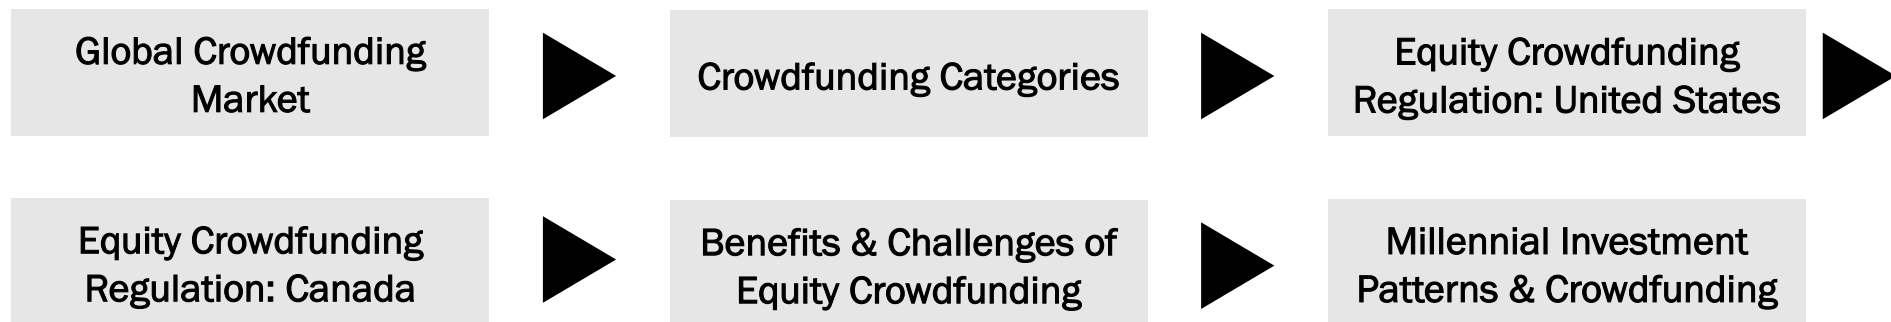 Global Crowdfunding
Market
Crowdfunding Categories
Equity Crowdfunding
Regulation: United States
Equity Crowdfunding
Regulation: Canada
Benefits & Challenges of
Equity Crowdfunding
Millennial Investment
Patterns & Crowdfunding